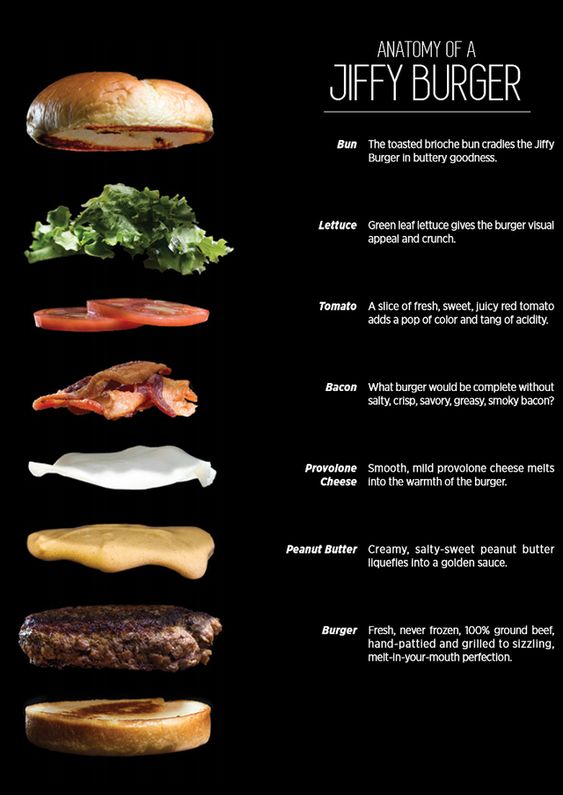 ANATOMY OF A
JIFFY BURGER
Bun The toasted brioche bun cradles the Jiffy
Burger in buttery goodness.
Lettuce Green leaf lettuce gives the burger visual
appeal and crunch.
Tomato A slice of fresh, sweet, juicy red tomato
adds a pop of color and tang of acidity.
Bacon What burger would be complete without
salty, crisp, savory, greasy, smoky bacon?
Provolone Smooth, mild provolone cheese melts
Cheese into the warmth of the burger.
Peanut Butter Creamy, salty-sweet peanut butter
liquefies into a golden sauce.
Burger Fresh, never frozen, 100% ground beef,
hand-pattied and grilled to sizzling,
melt-in-your-mouth perfection.